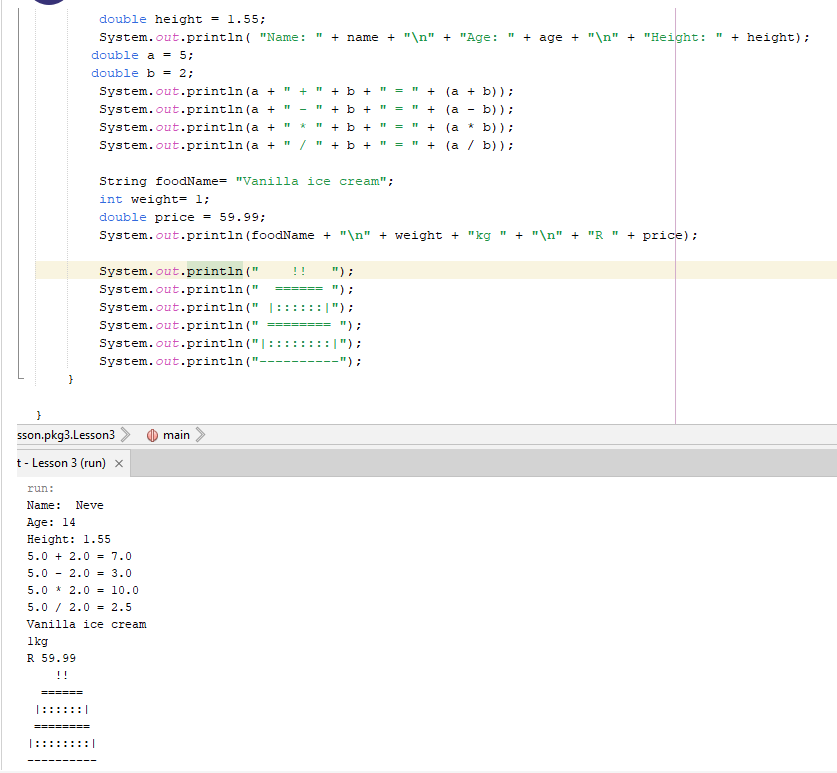 double height = 1.55;
System.out.println( "Name: " + name + "\n" + "Age: " + age + "\n" + "Height: " + height);
double a = 5;
double b = 2;
System.out.println(a + " + " + b + " = " + (a + b));
System.out.println(a + " - " + b + " = " + (a - b));
System.out.println(a + " * " + b + " = " + (a * b));
System.out.println(a + " / " + b + " = " + (a / b));
String foodName= "Vanilla ice cream";
int weight= 1;
double price = 59.99;
System.out.println(foodName + "\n" + weight + "kg " + "\n" + "R " + price);
System.out.println("    !!   ");
System.out.println("  ====== ");
System.out.println(" |::::::|");
System.out.println(" ======== ");
System.out.println("|::::::::|");
System.out.println("----------");
}
}
sson.pkg3.Lesson3 main
t - Lesson 3 (run) ×
run:
Name:  Neve
Age: 14
Height: 1.55
5.0 + 2.0 = 7.0
5.0 - 2.0 = 3.0
5.0 * 2.0 = 10.0
5.0 / 2.0 = 2.5
Vanilla ice cream
1kg
R 59.99
    !!
  ======
 |::::::|
 ========
|::::::::|
----------